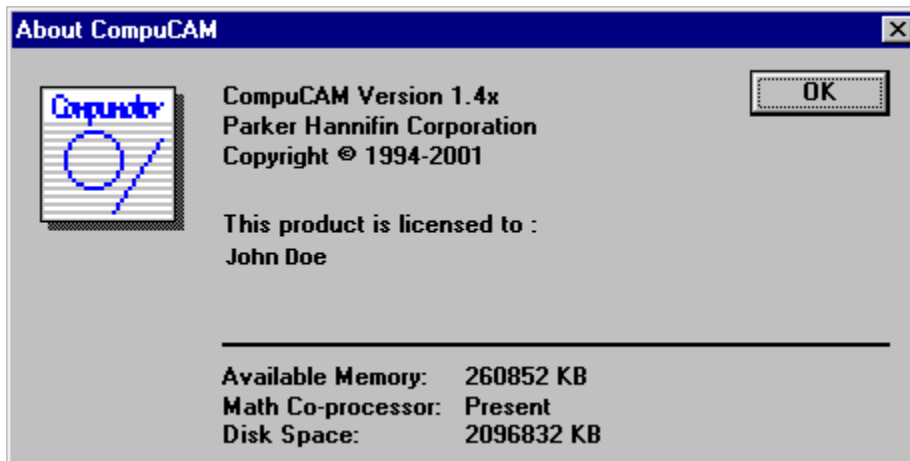 About CompuCAM
Compumotor
CompuCAM Version 1.4x
OK
Parker Hannifin Corporation
Copyright © 1994-2001
This product is licensed to :
John Doe
Available Memory: 260852 KB
Math Co-processor: Present
Disk Space: 2096832 KB